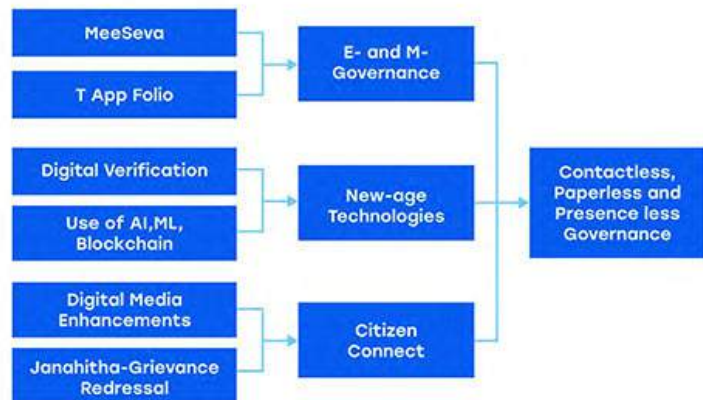 MeeSeva
T App Folio
E- and M-
Governance
Digital Verification
Use of AI,ML,
Blockchain
New-age
Technologies
Digital Media
Enhancements
Janahitha-Grievance
Redressal
Citizen
Connect
Contactless,
Paperless and
Presence less
Governance